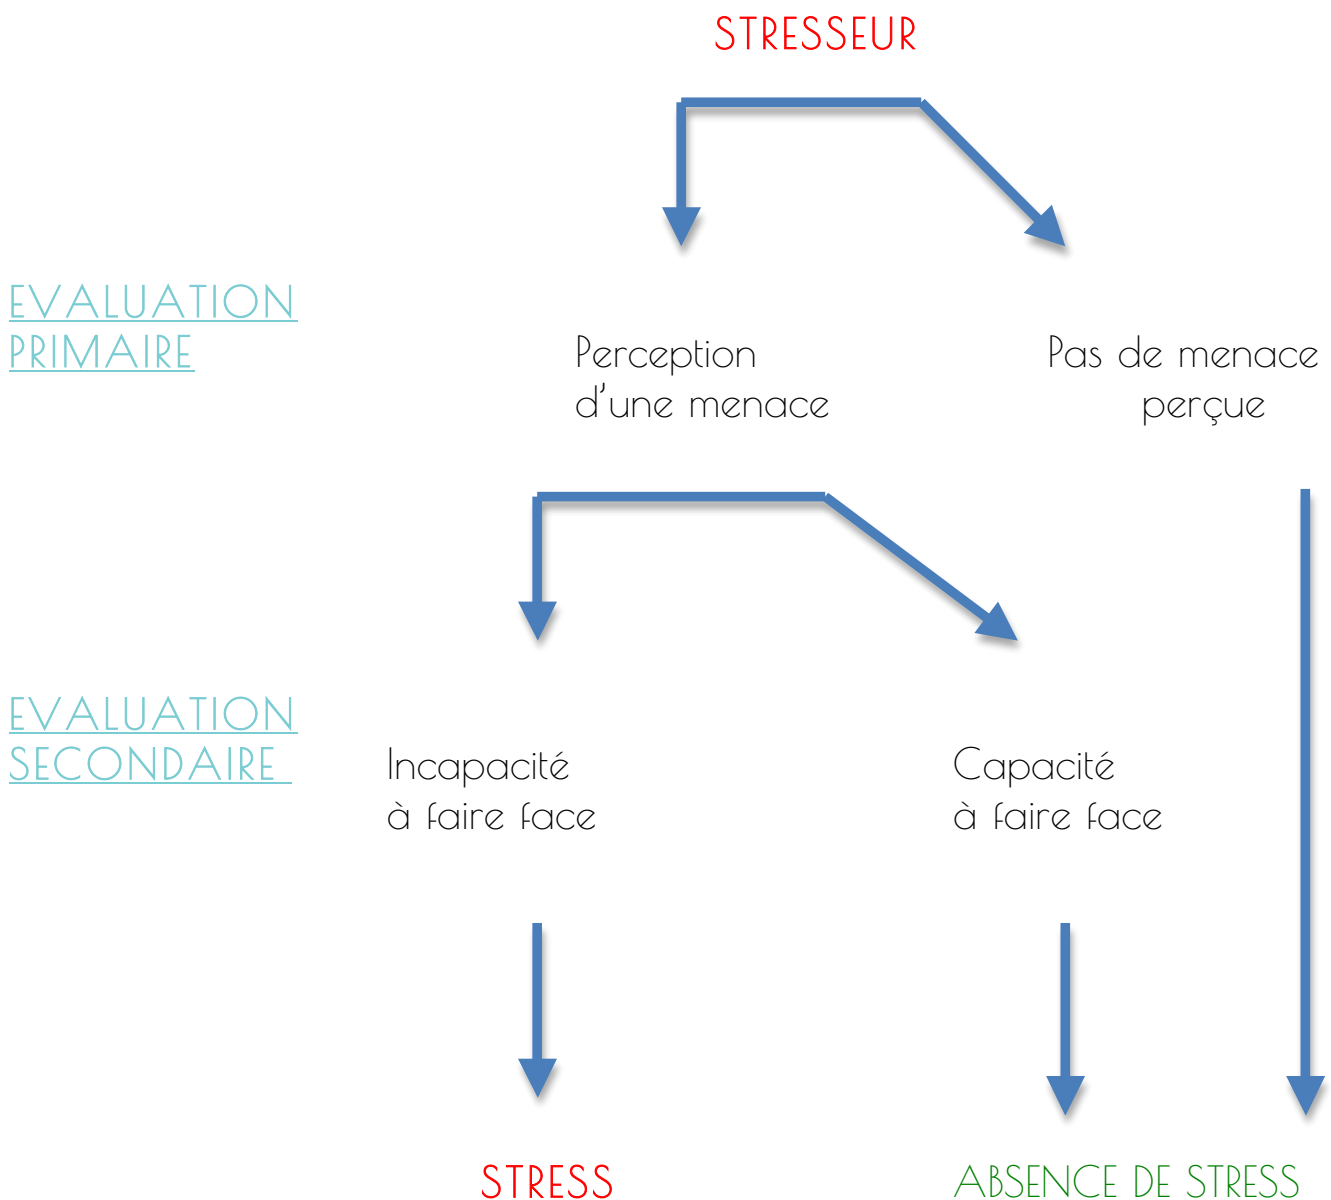 STRESSEUR
EVALUATION
PRIMAIRE
Perception
d’une menace
Pas de menace
perçue
EVALUATION
SECONDAIRE
Incapacité
à faire face
Capacité
à faire face
STRESS
ABSENCE DE STRESS